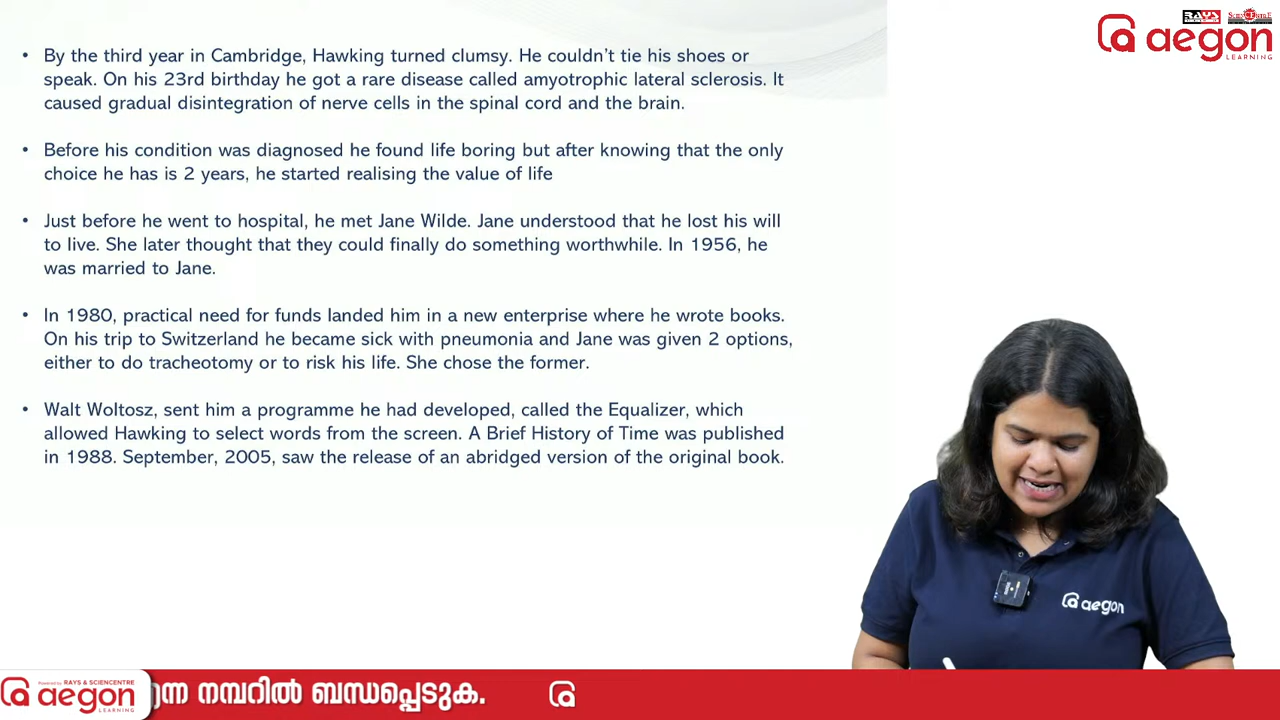 RAYS
SCIENCENTRE
aegon
LEARNING
• By the third year in Cambridge, Hawking turned clumsy. He couldn't tie his shoes or
speak. On his 23rd birthday he got a rare disease called amyotrophic lateral sclerosis. It
caused gradual disintegration of nerve cells in the spinal cord and the brain.
• Before his condition was diagnosed he found life boring but after knowing that the only
choice he has is 2 years, he started realising the value of life
• Just before he went to hospital, he met Jane Wilde. Jane understood that he lost his will
to live. She later thought that they could finally do something worthwhile. In 1956, he
was married to Jane.
• In 1980, practical need for funds landed him in a new enterprise where he wrote books.
On his trip to Switzerland he became sick with pneumonia and Jane was given 2 options,
either to do tracheotomy or to risk his life. She chose the former.
• Walt Woltosz, sent him a programme he had developed, called the Equalizer, which
allowed Hawking to select words from the screen. A Brief History of Time was published
in 1988. September, 2005, saw the release of an abridged version of the original book.
aegon
Powered by RAYS & SCIENCENTRE
aegon
LEARNING
എന്ന നമ്പറിൽ ബന്ധപ്പെടുക.